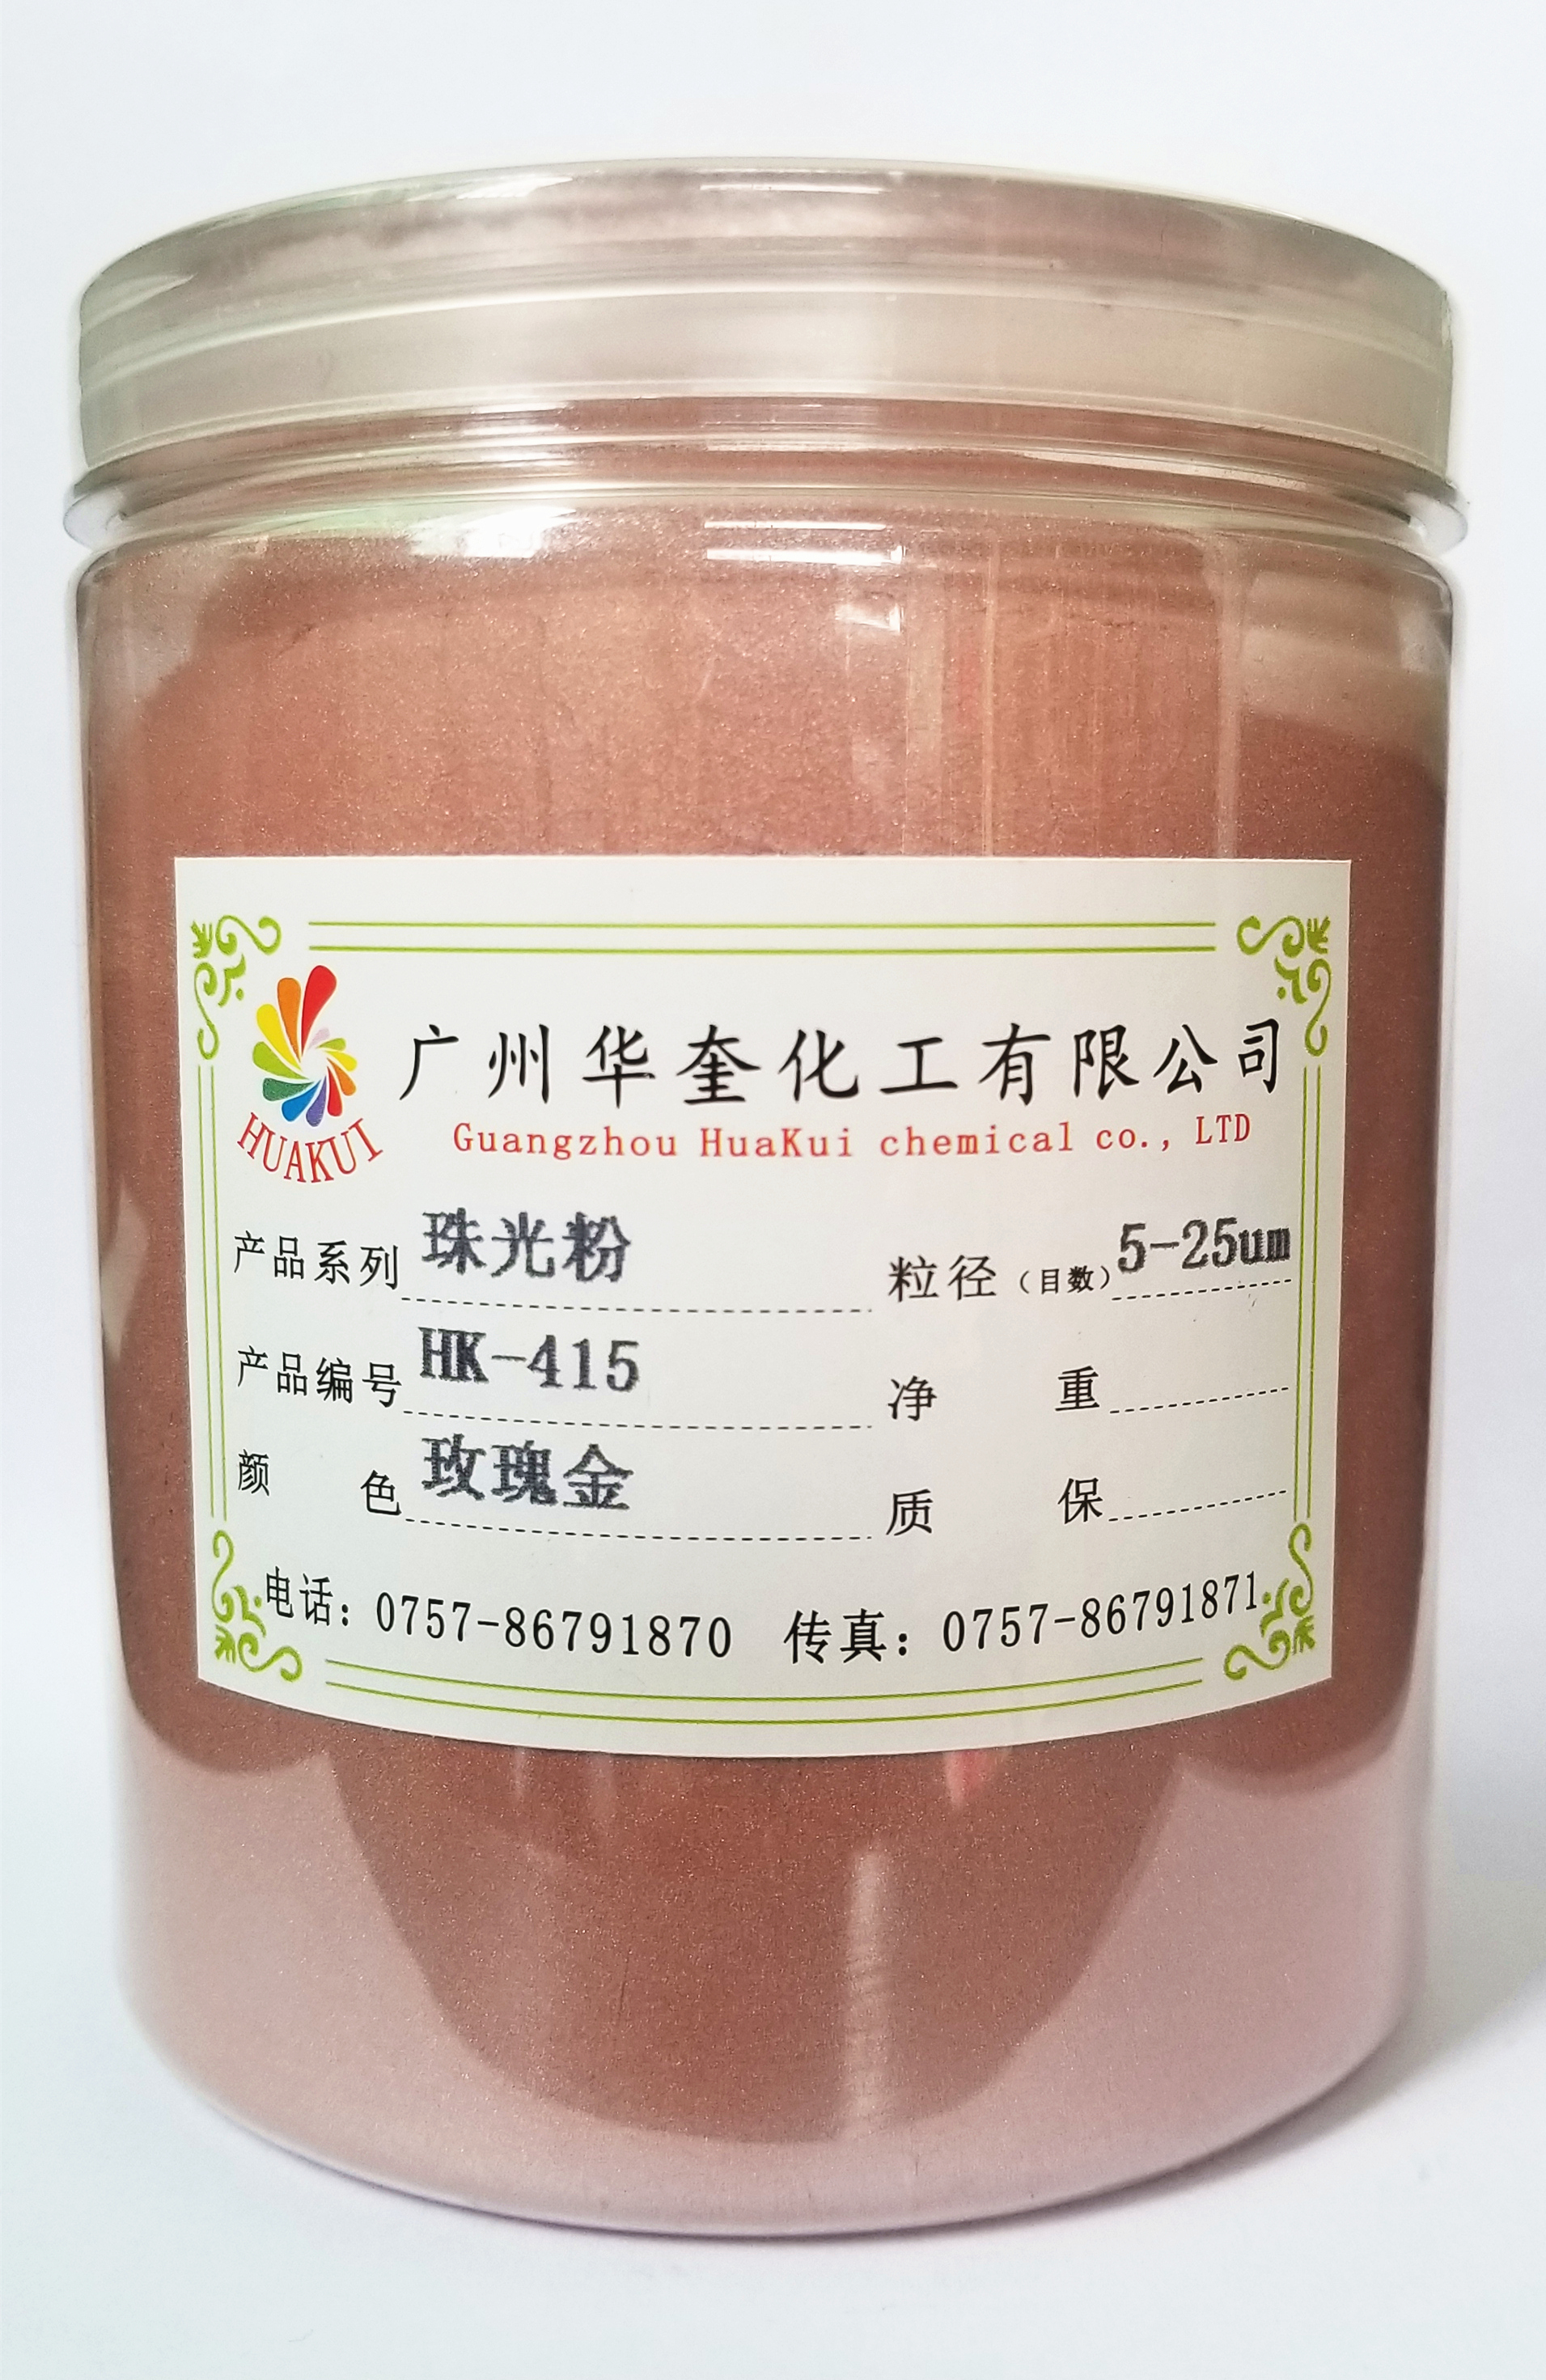 广州华奎化工有限公司
HUAKUI
Guangzhou HuaKui chemical co., LTD
产品系列 珠光粉 粒径（目数） 5-25um
产品编号 HK-415 净 重
颜 色 玫瑰金 质 保
电话：0757-86791870 传真：0757-86791871